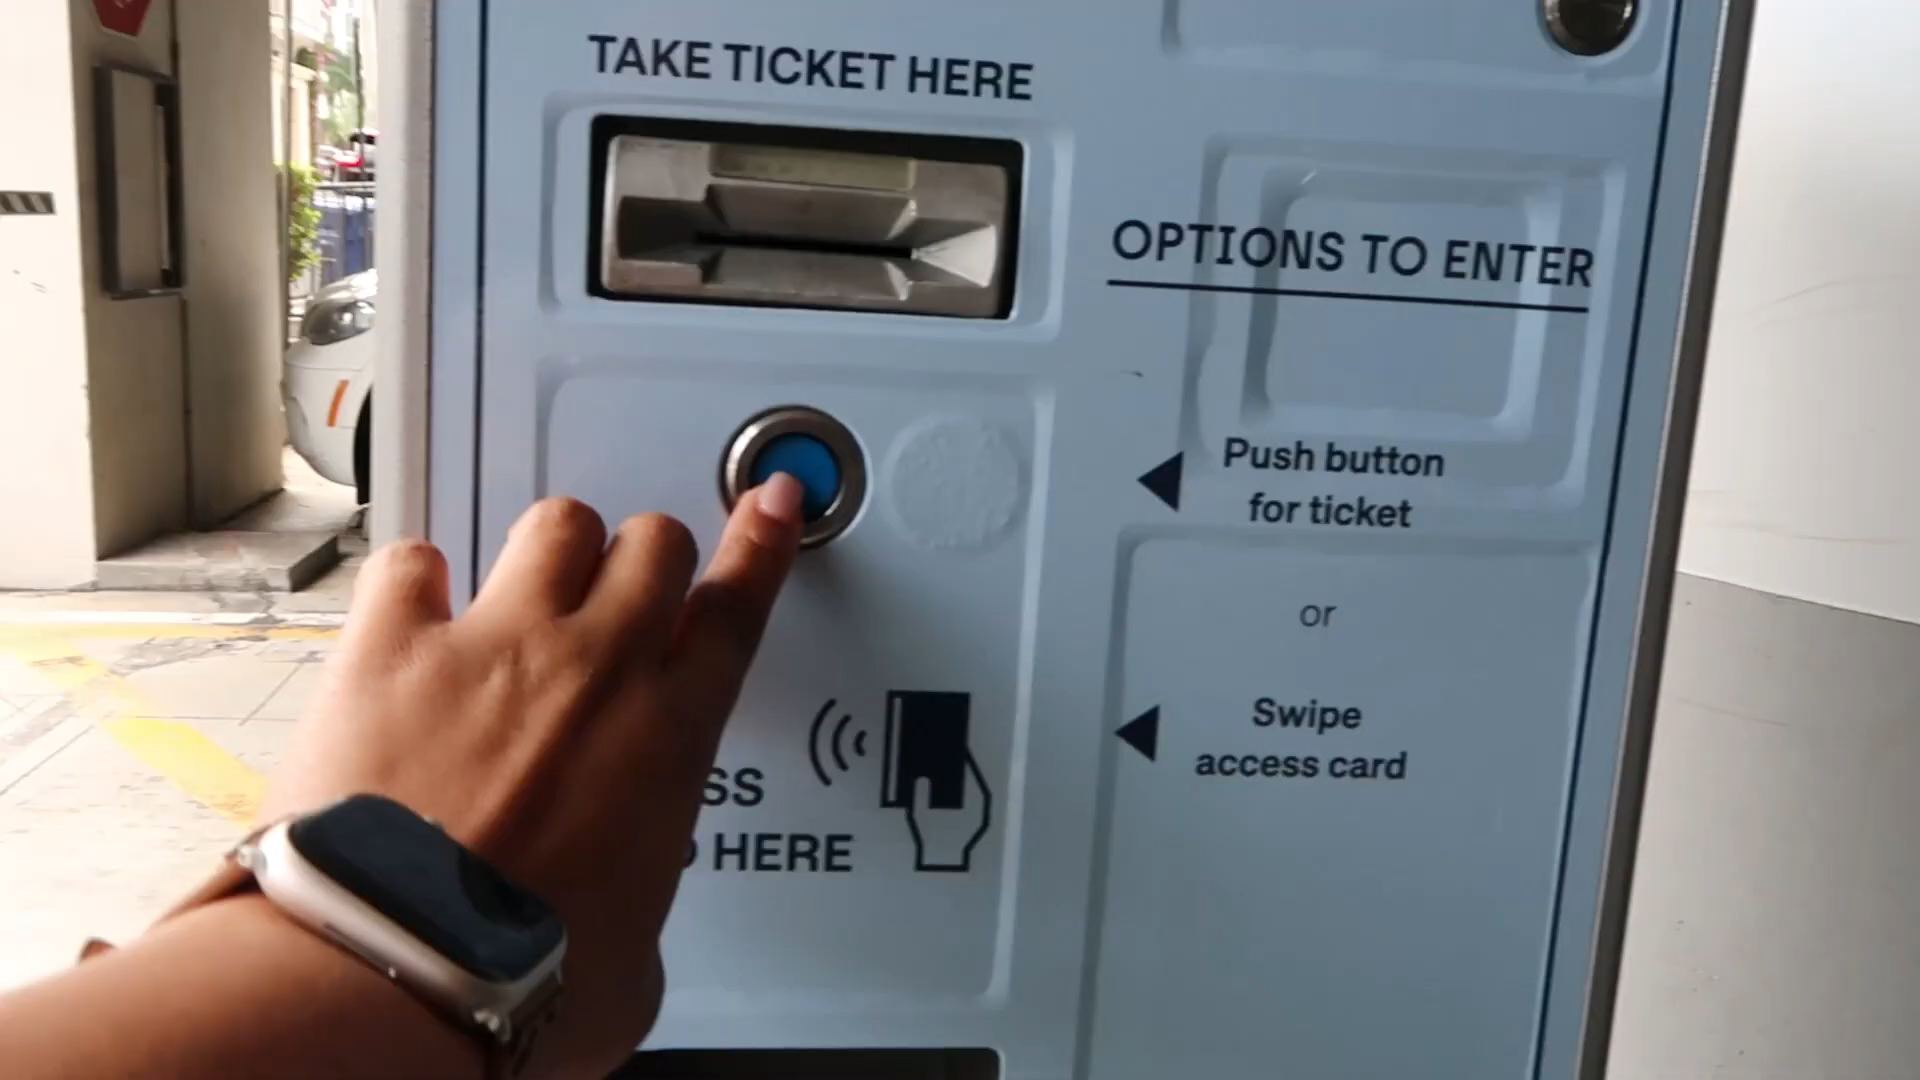 TAKE TICKET HERE
OPTIONS TO ENTER
Push button
for ticket
or
Swipe
access card
HERE